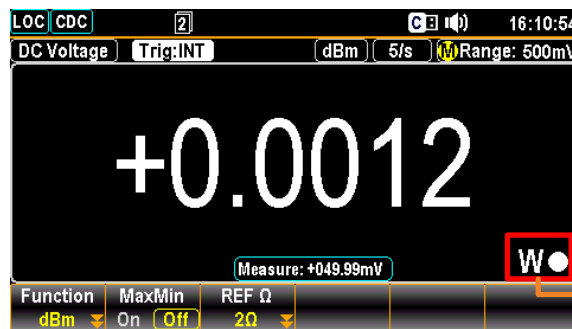 LOC CDC 2 C 16:10:54
DC Voltage Trig:INT dBm 5/s M Range: 500mV
+0.0012
W
Measure: +049.99mV
Function MaxMin REF Ω
dBm On Off 2Ω